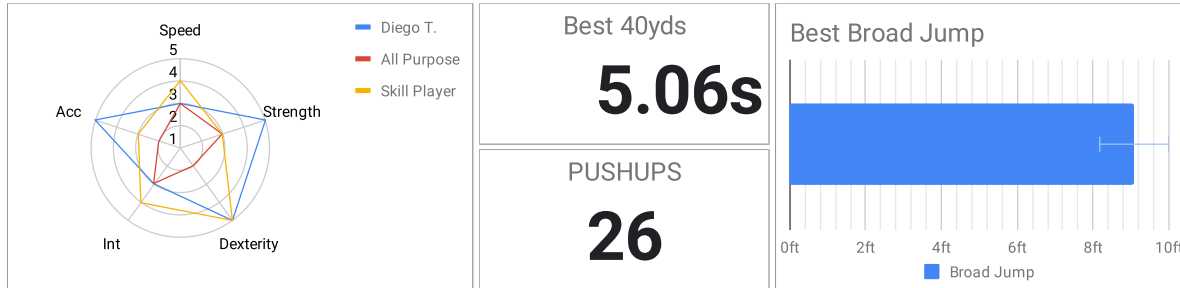 Speed
5
4
3
2
1
Acc
Strength
Int
Dexterity
Diego T.
All Purpose
Skill Player
Best 40yds
5.06s
PUSHUPS
26
Best Broad Jump
0ft 2ft 4ft 6ft 8ft 10ft
Broad Jump